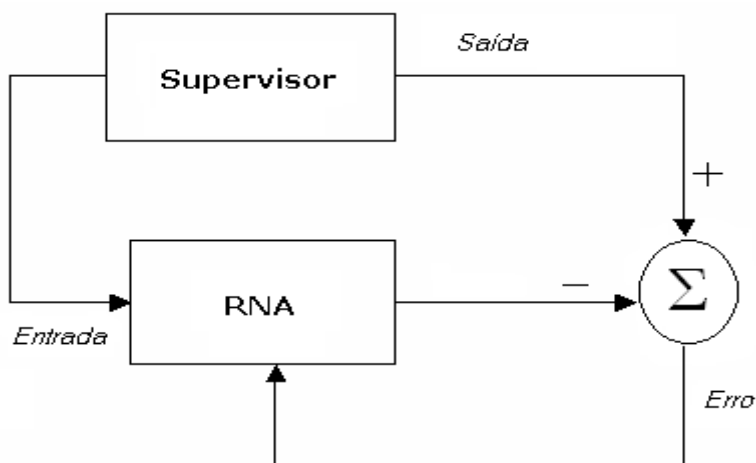 Saída
Supervisor
+
−
RNA
Σ
Entrada
Erro